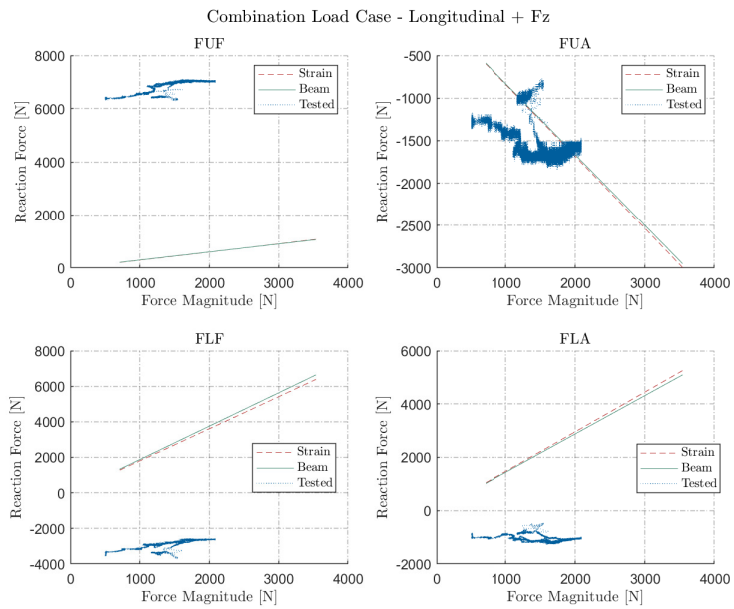 Combination Load Case - Longitudinal + Fz
FUF
8000
6000
4000
2000
0
0 1000 2000 3000 4000
Reaction Force [N]
Force Magnitude [N]
Strain
Beam
Tested
FUA
-500
-1000
-1500
-2000
-2500
-3000
0 1000 2000 3000 4000
Reaction Force [N]
Force Magnitude [N]
Strain
Beam
Tested
FLF
8000
6000
4000
2000
0
-2000
-4000
0 1000 2000 3000 4000
Reaction Force [N]
Force Magnitude [N]
Strain
Beam
Tested
FLA
6000
4000
2000
0
-2000
0 1000 2000 3000 4000
Reaction Force [N]
Force Magnitude [N]
Strain
Beam
Tested